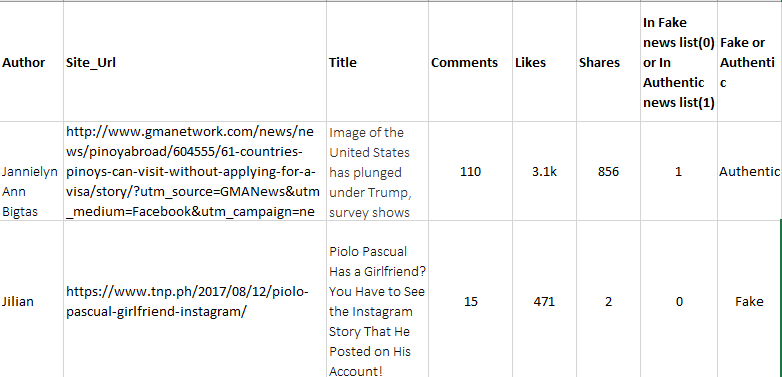 Author Site_Url Title Comments Likes Shares In Fake news list(0) or In Authentic news list(1) Fake or Authentic
Jannielyn Ann Bigtas
http://www.gmanetwork.com/news/ne
ws/pinoyabroad/604555/61-countries-
pinoys-can-visit-without-applying-for-a-
visa/story/?utm_source=GMANews&utm
_medium=Facebook&utm_campaign=ne
Image of the
United States
has plunged
under Trump,
survey shows
110 3.1k 856 1 Authentic
Jilian
https://www.tnp.ph/2017/08/12/piolo-
pascual-girlfriend-instagram/
Piolo Pascual
Has a Girlfriend?
You Have to See
the Instagram
Story That He
Posted on His
Account!
15 471 2 0 Fake